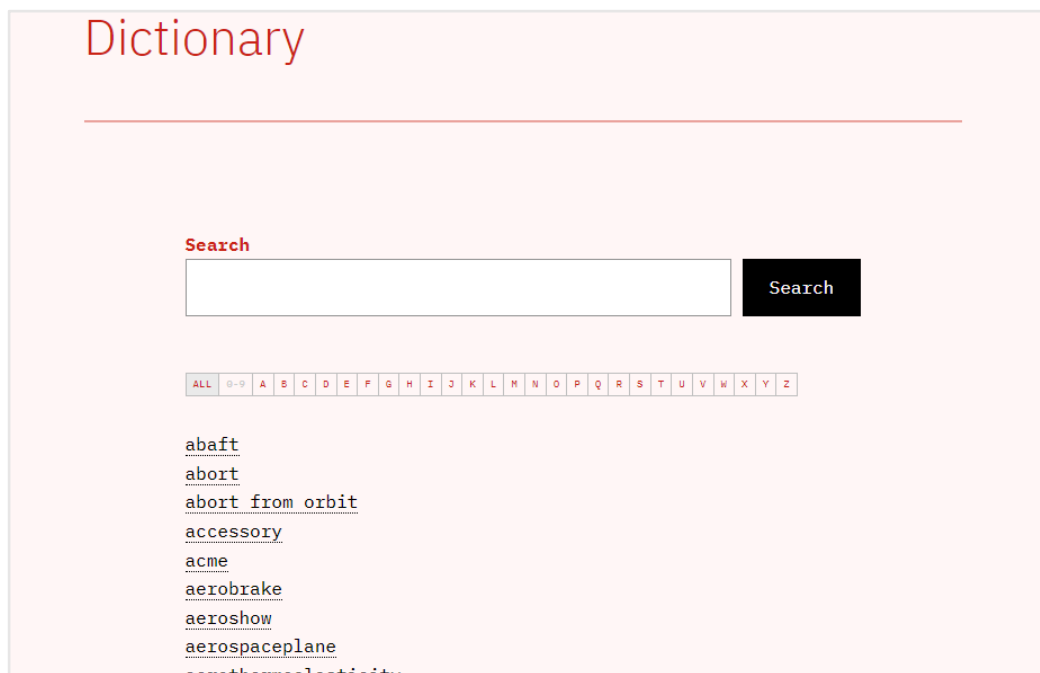 Dictionary
Search
Search
ALL 0-9 A B C D E F G H I J K L M N O P Q R S T U V W X Y Z
abaft
abort
abort from orbit
accessory
acme
aerobrake
aeroshow
aerospaceplane